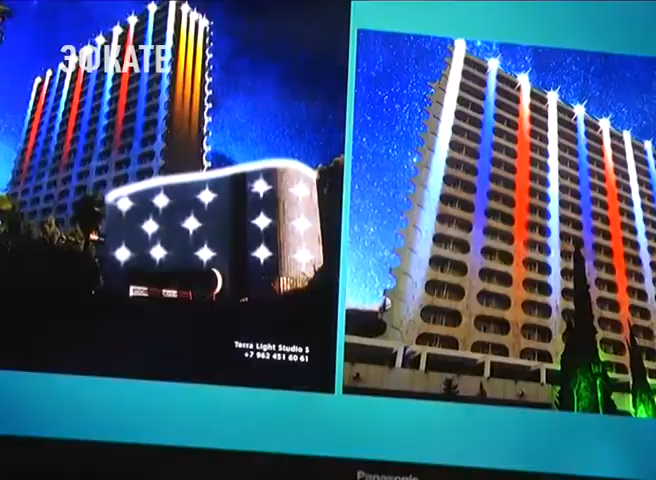 ЭФКАТЕ
Terra Light Studio S
+7 962 451 60 61
Panasonic